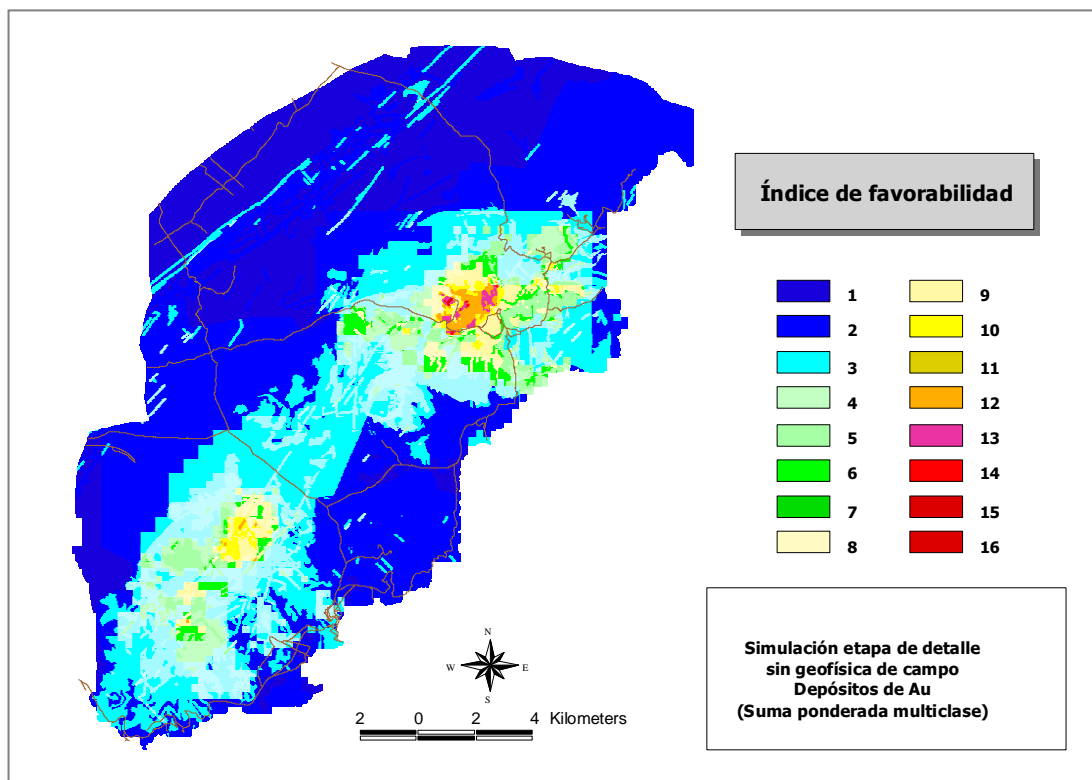 Índice de favorabilidad
1 9
2 10
3 11
4 12
5 13
6 14
7 15
8 16
Simulación etapa de detalle
sin geofísica de campo
Depósitos de Au
(Suma ponderada multiclase)
N
W E
S
2 0 2 4 Kilometers